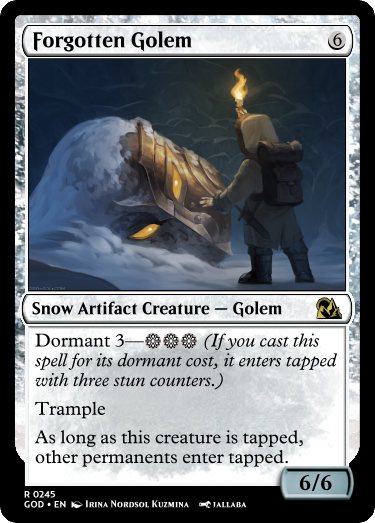 Forgotten Golem 6
Snow Artifact Creature — Golem
Dormant 3—❄❄❄ (If you cast this
spell for its dormant cost, it enters tapped
with three stun counters.)
Trample
As long as this creature is tapped,
other permanents enter tapped.
6/6
R 0245
GOD • EN Irina Nordsol Kuzmina JALLABA